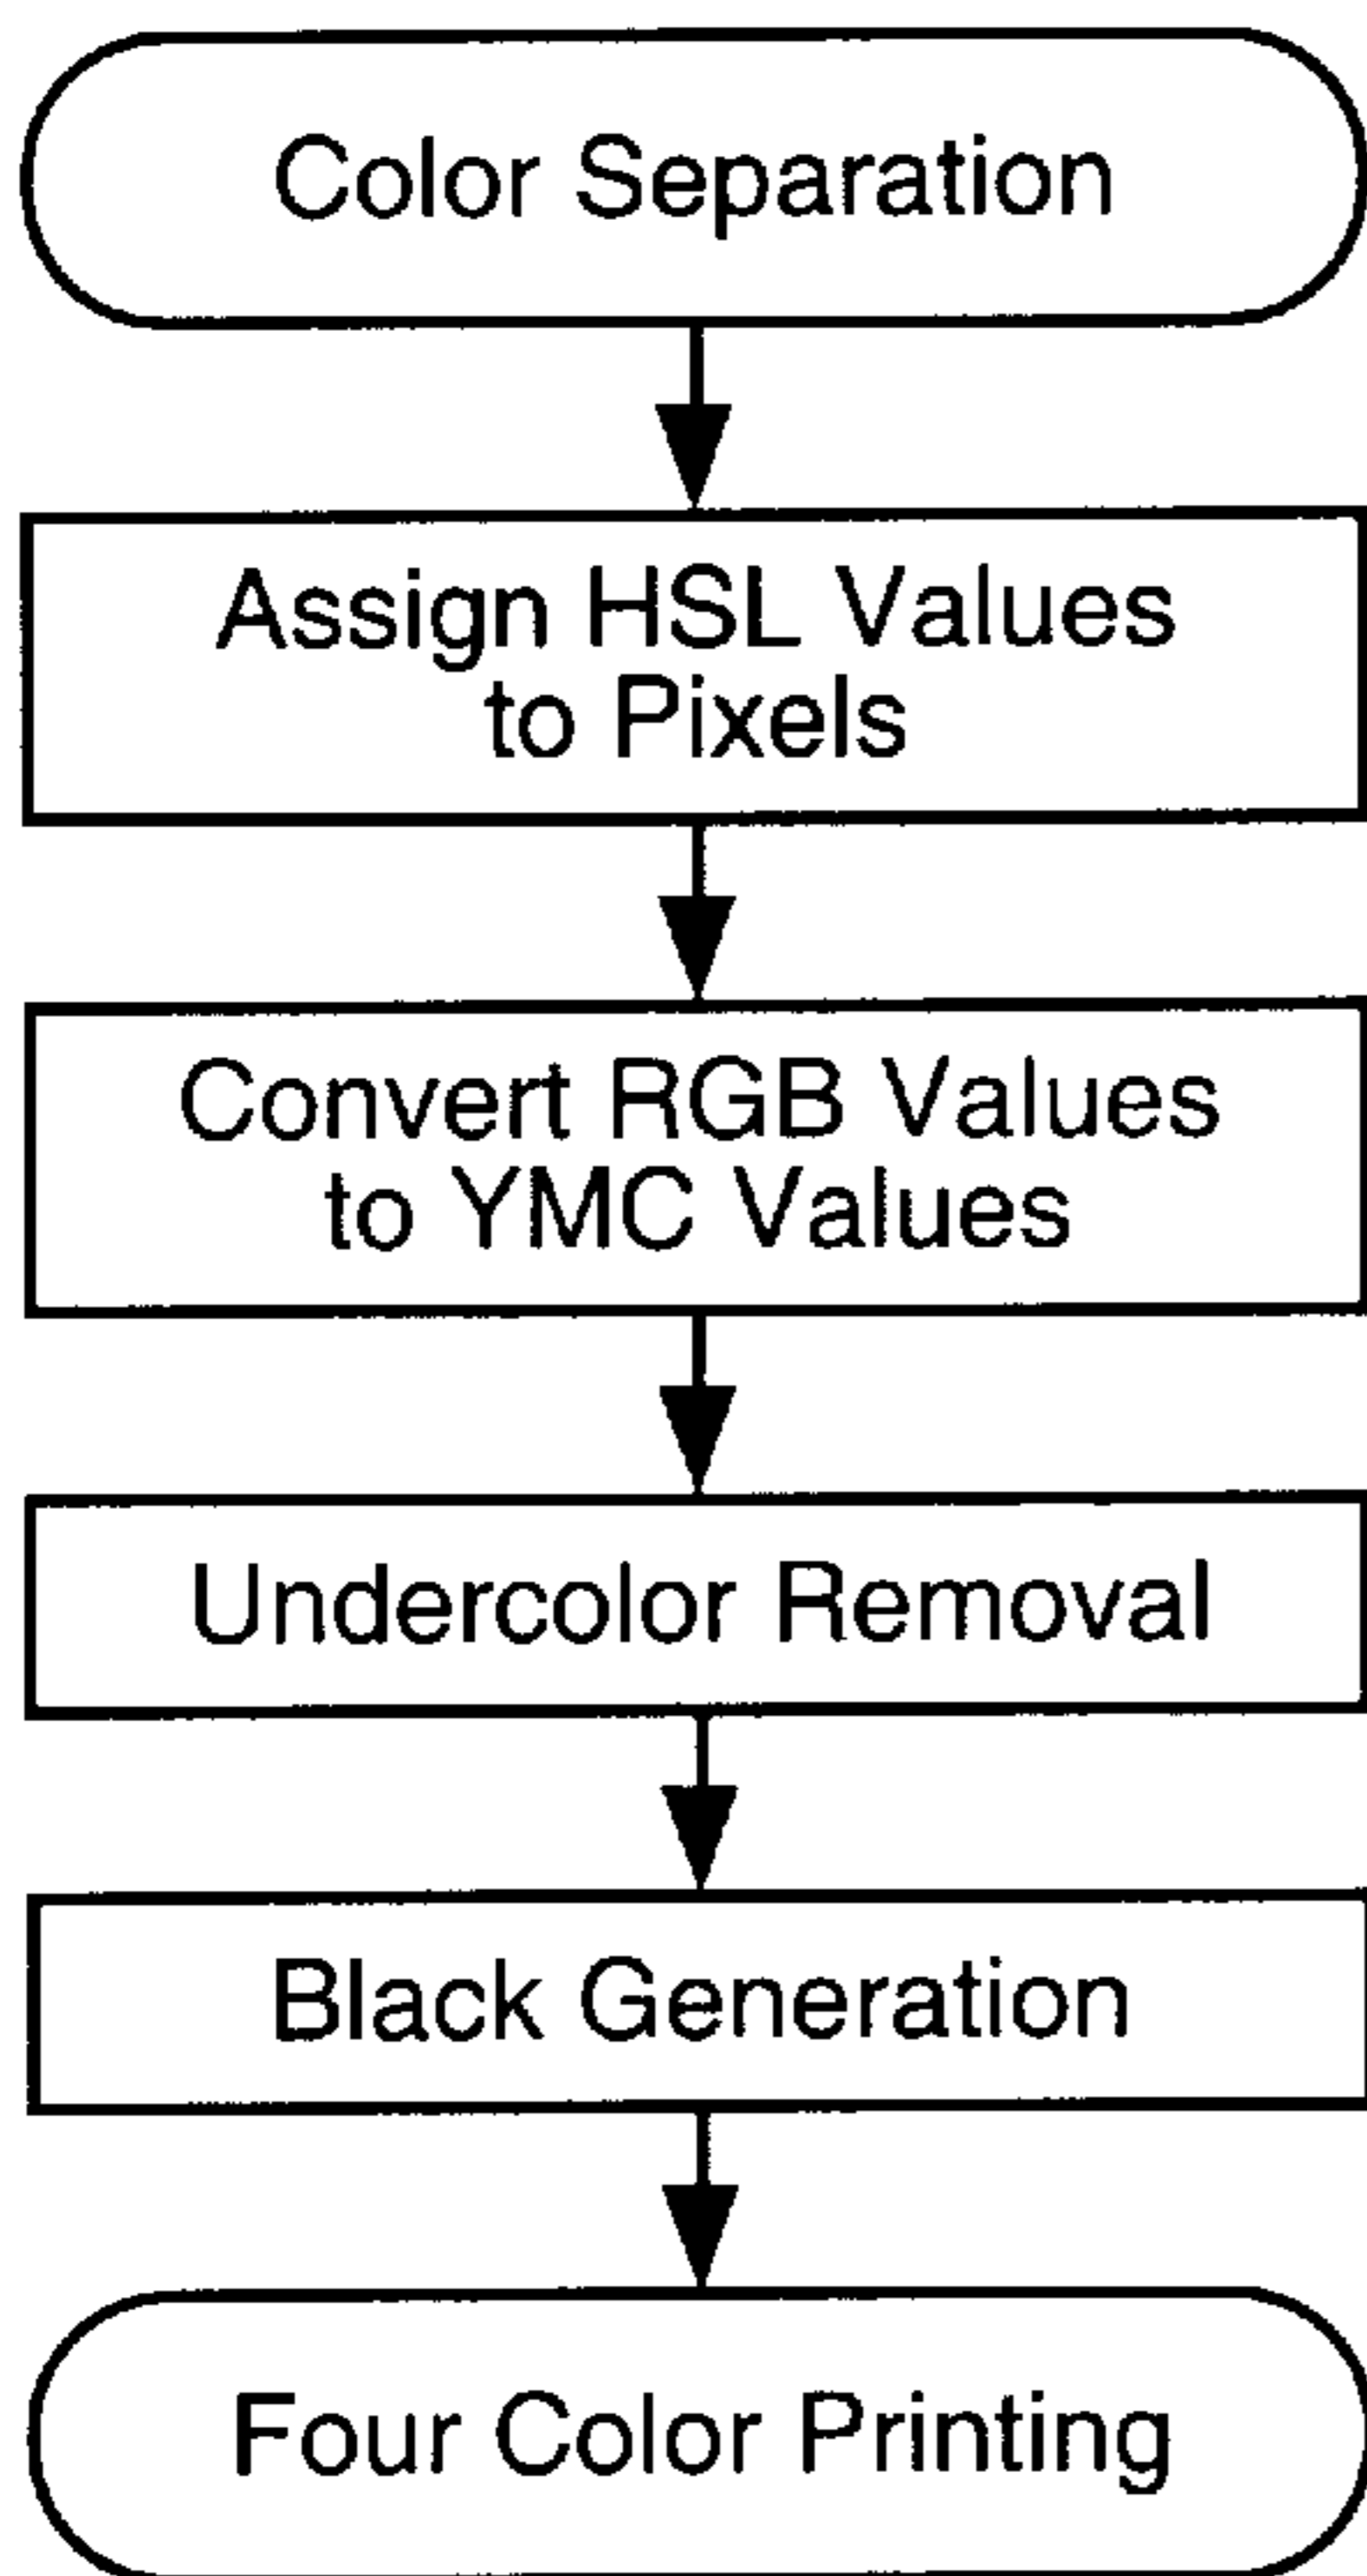 Color Separation
Assign HSL Values
to Pixels
Convert RGB Values
to YMC Values
Undercolor Removal
Black Generation
Four Color Printing